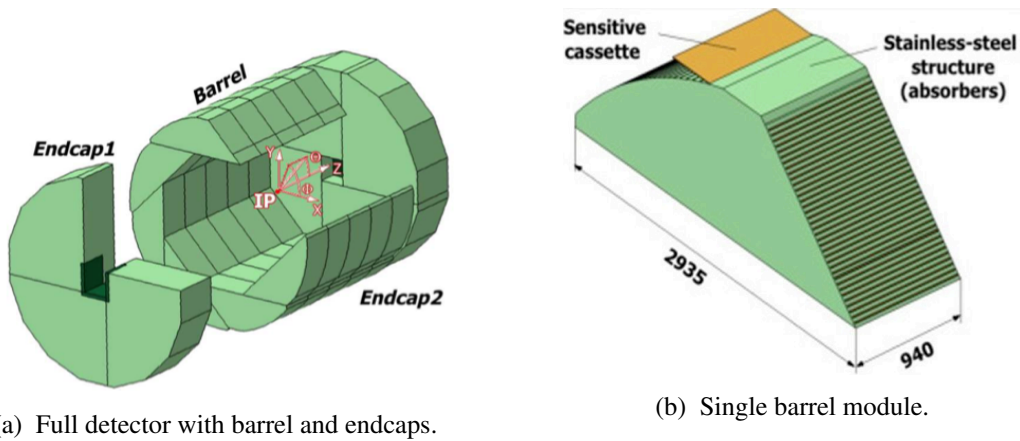 Barrel
Endcap1
Y
Θ
Z
IP
Φ
X
Endcap2
Sensitive
cassette
Stainless-steel
structure
(absorbers)
2935
940
(a) Full detector with barrel and endcaps.
(b) Single barrel module.